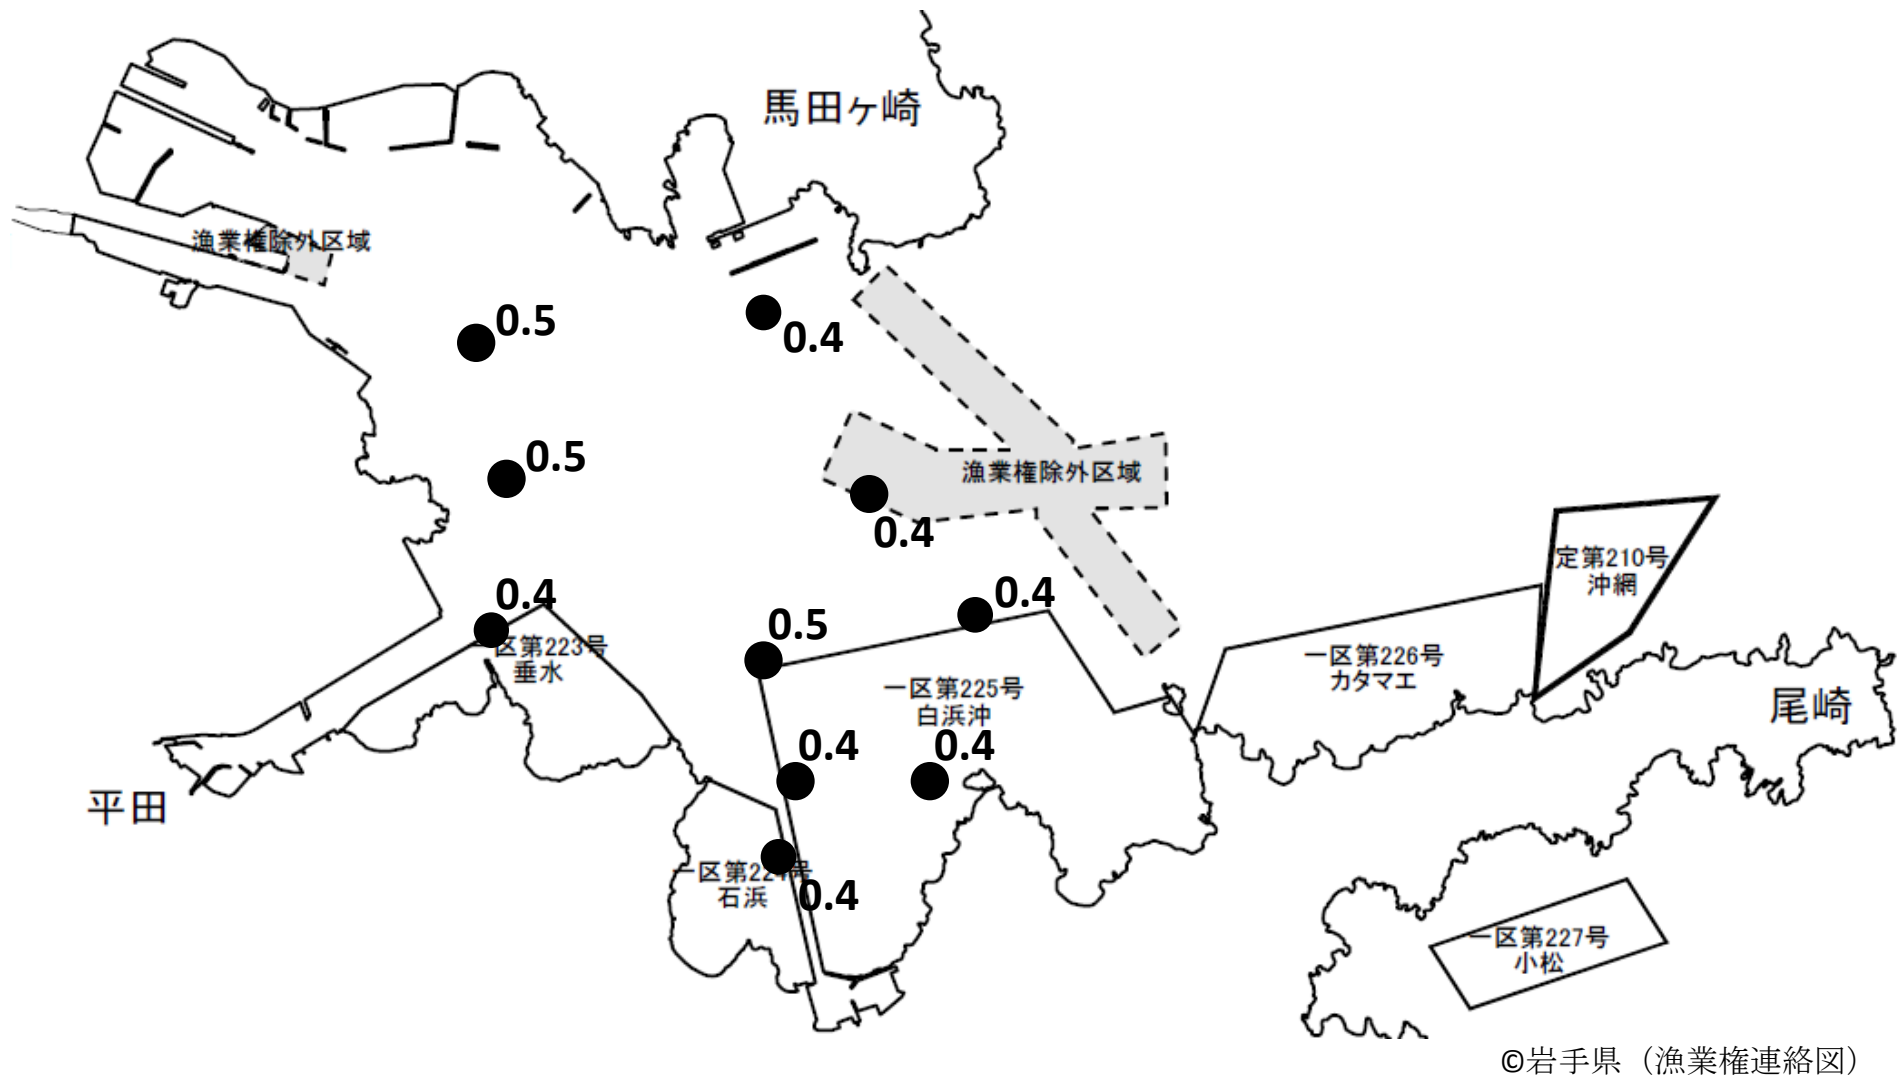 馬田ヶ崎
漁業権除外区域
0.5
0.4
0.5
漁業権除外区域
0.4
定第210号
沖網
0.4
0.4
0.5
一区第223号
垂水
一区第226号
カタマエ
一区第225号
白浜沖
尾崎
0.4
0.4
平田
一区第224号
石浜
0.4
一区第227号
小松
©岩手県（漁業権連絡図）